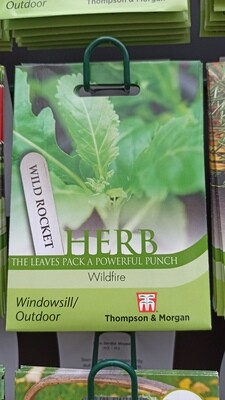 Outdoor
Thompson & Morgan
WILD ROCKET
HERB
THE LEAVES PACK A POWERFUL PUNCH
Wildfire
Windowsill/
Outdoor
Thompson & Morgan